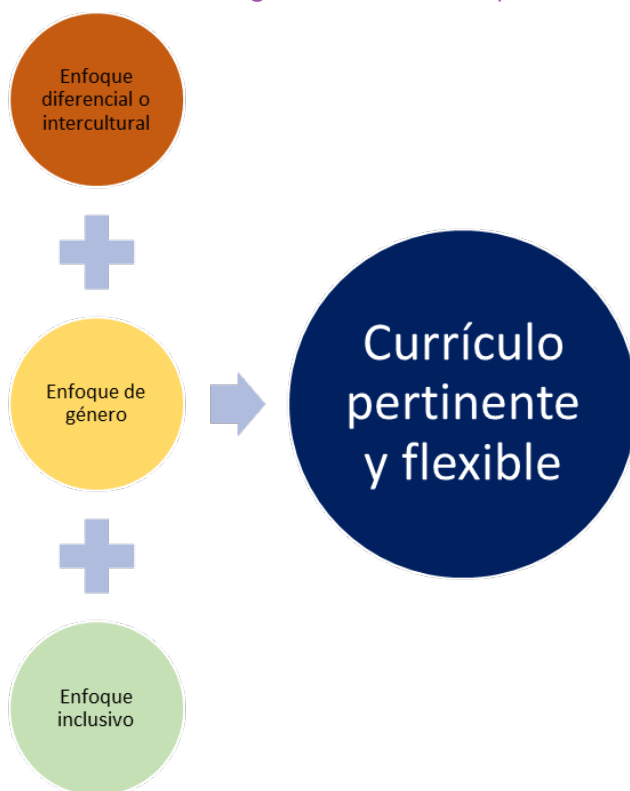 Enfoque
diferencial o
intercultural
Enfoque de
género
Currículo
pertinente
y flexible
Enfoque
inclusivo